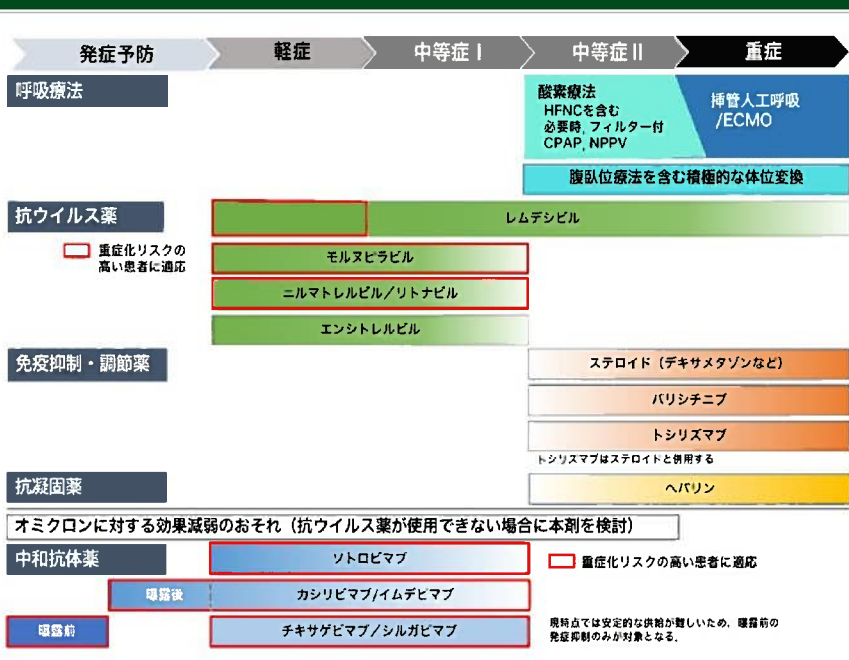 発症予防
軽症
中等症Ⅰ
中等症Ⅱ
重症
呼吸療法
酸素療法
HFNCを含む
必要時, フィルター付
CPAP, NPPV
挿管人工呼吸
/ECMO
腹臥位療法を含む積極的な体位変換
抗ウイルス薬
レムデシビル
重症化リスクの
高い患者に適応
モルヌピラビル
ニルマトレルビル／リトナビル
エンシトレルビル
免疫抑制・調節薬
ステロイド（デキサメタゾンなど）
バリシチニブ
トシリズマブ
トシリズマブはステロイドと併用する
抗凝固薬
ヘパリン
オミクロンに対する効果減弱のおそれ（抗ウイルス薬が使用できない場合に本剤を検討）
中和抗体薬
ソトロビマブ
重症化リスクの高い患者に適応
曝露後
カシリビマブ/イムデビマブ
曝露前
チキサゲビマブ／シルガビマブ
現時点では安定的な供給が難しいため，曝露前の
発症抑制のみが対象となる．